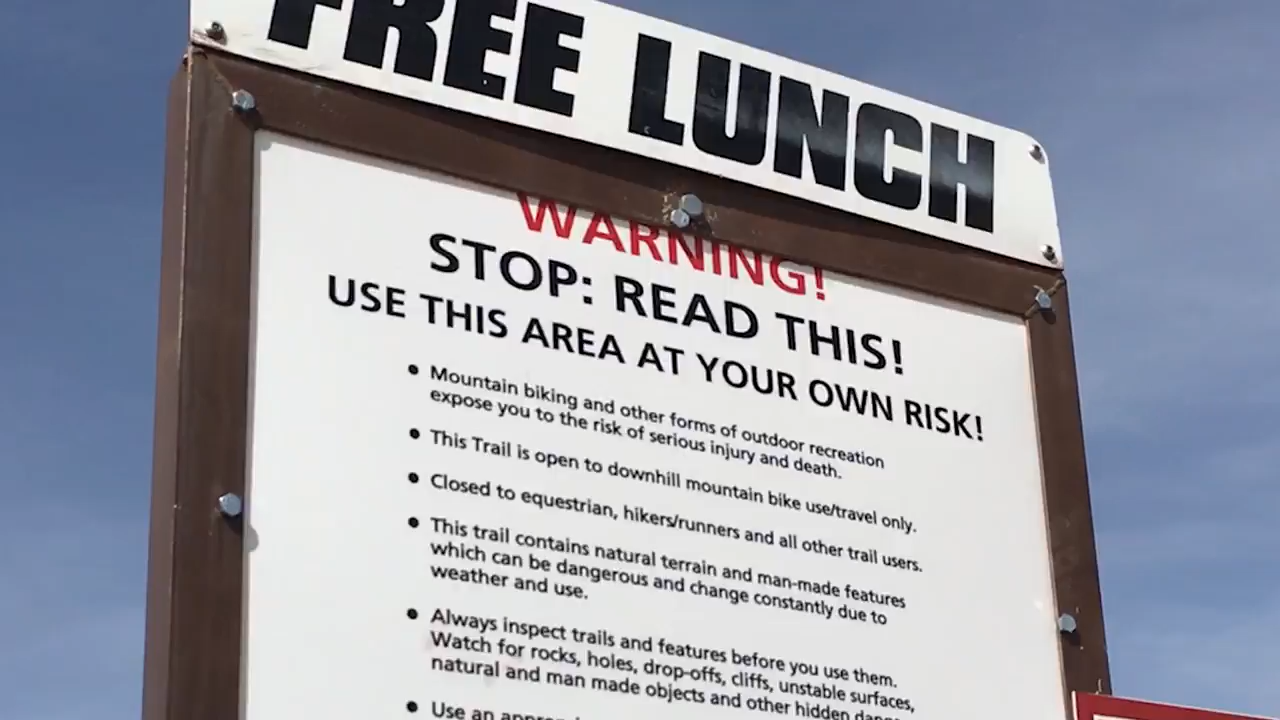 FREE LUNCH
WARNING!
STOP: READ THIS!
USE THIS AREA AT YOUR OWN RISK!
• Mountain biking and other forms of outdoor recreation
expose you to the risk of serious injury and death.
• This Trail is open to downhill mountain bike use/travel only.
• Closed to equestrian, hikers/runners and all other trail users.
• This trail contains natural terrain and man-made features
which can be dangerous and change constantly due to
weather and use.
• Always inspect trails and features before you use them.
Watch for rocks, holes, drop-offs, cliffs, unstable surfaces,
natural and man made objects and other hidden
• Use an